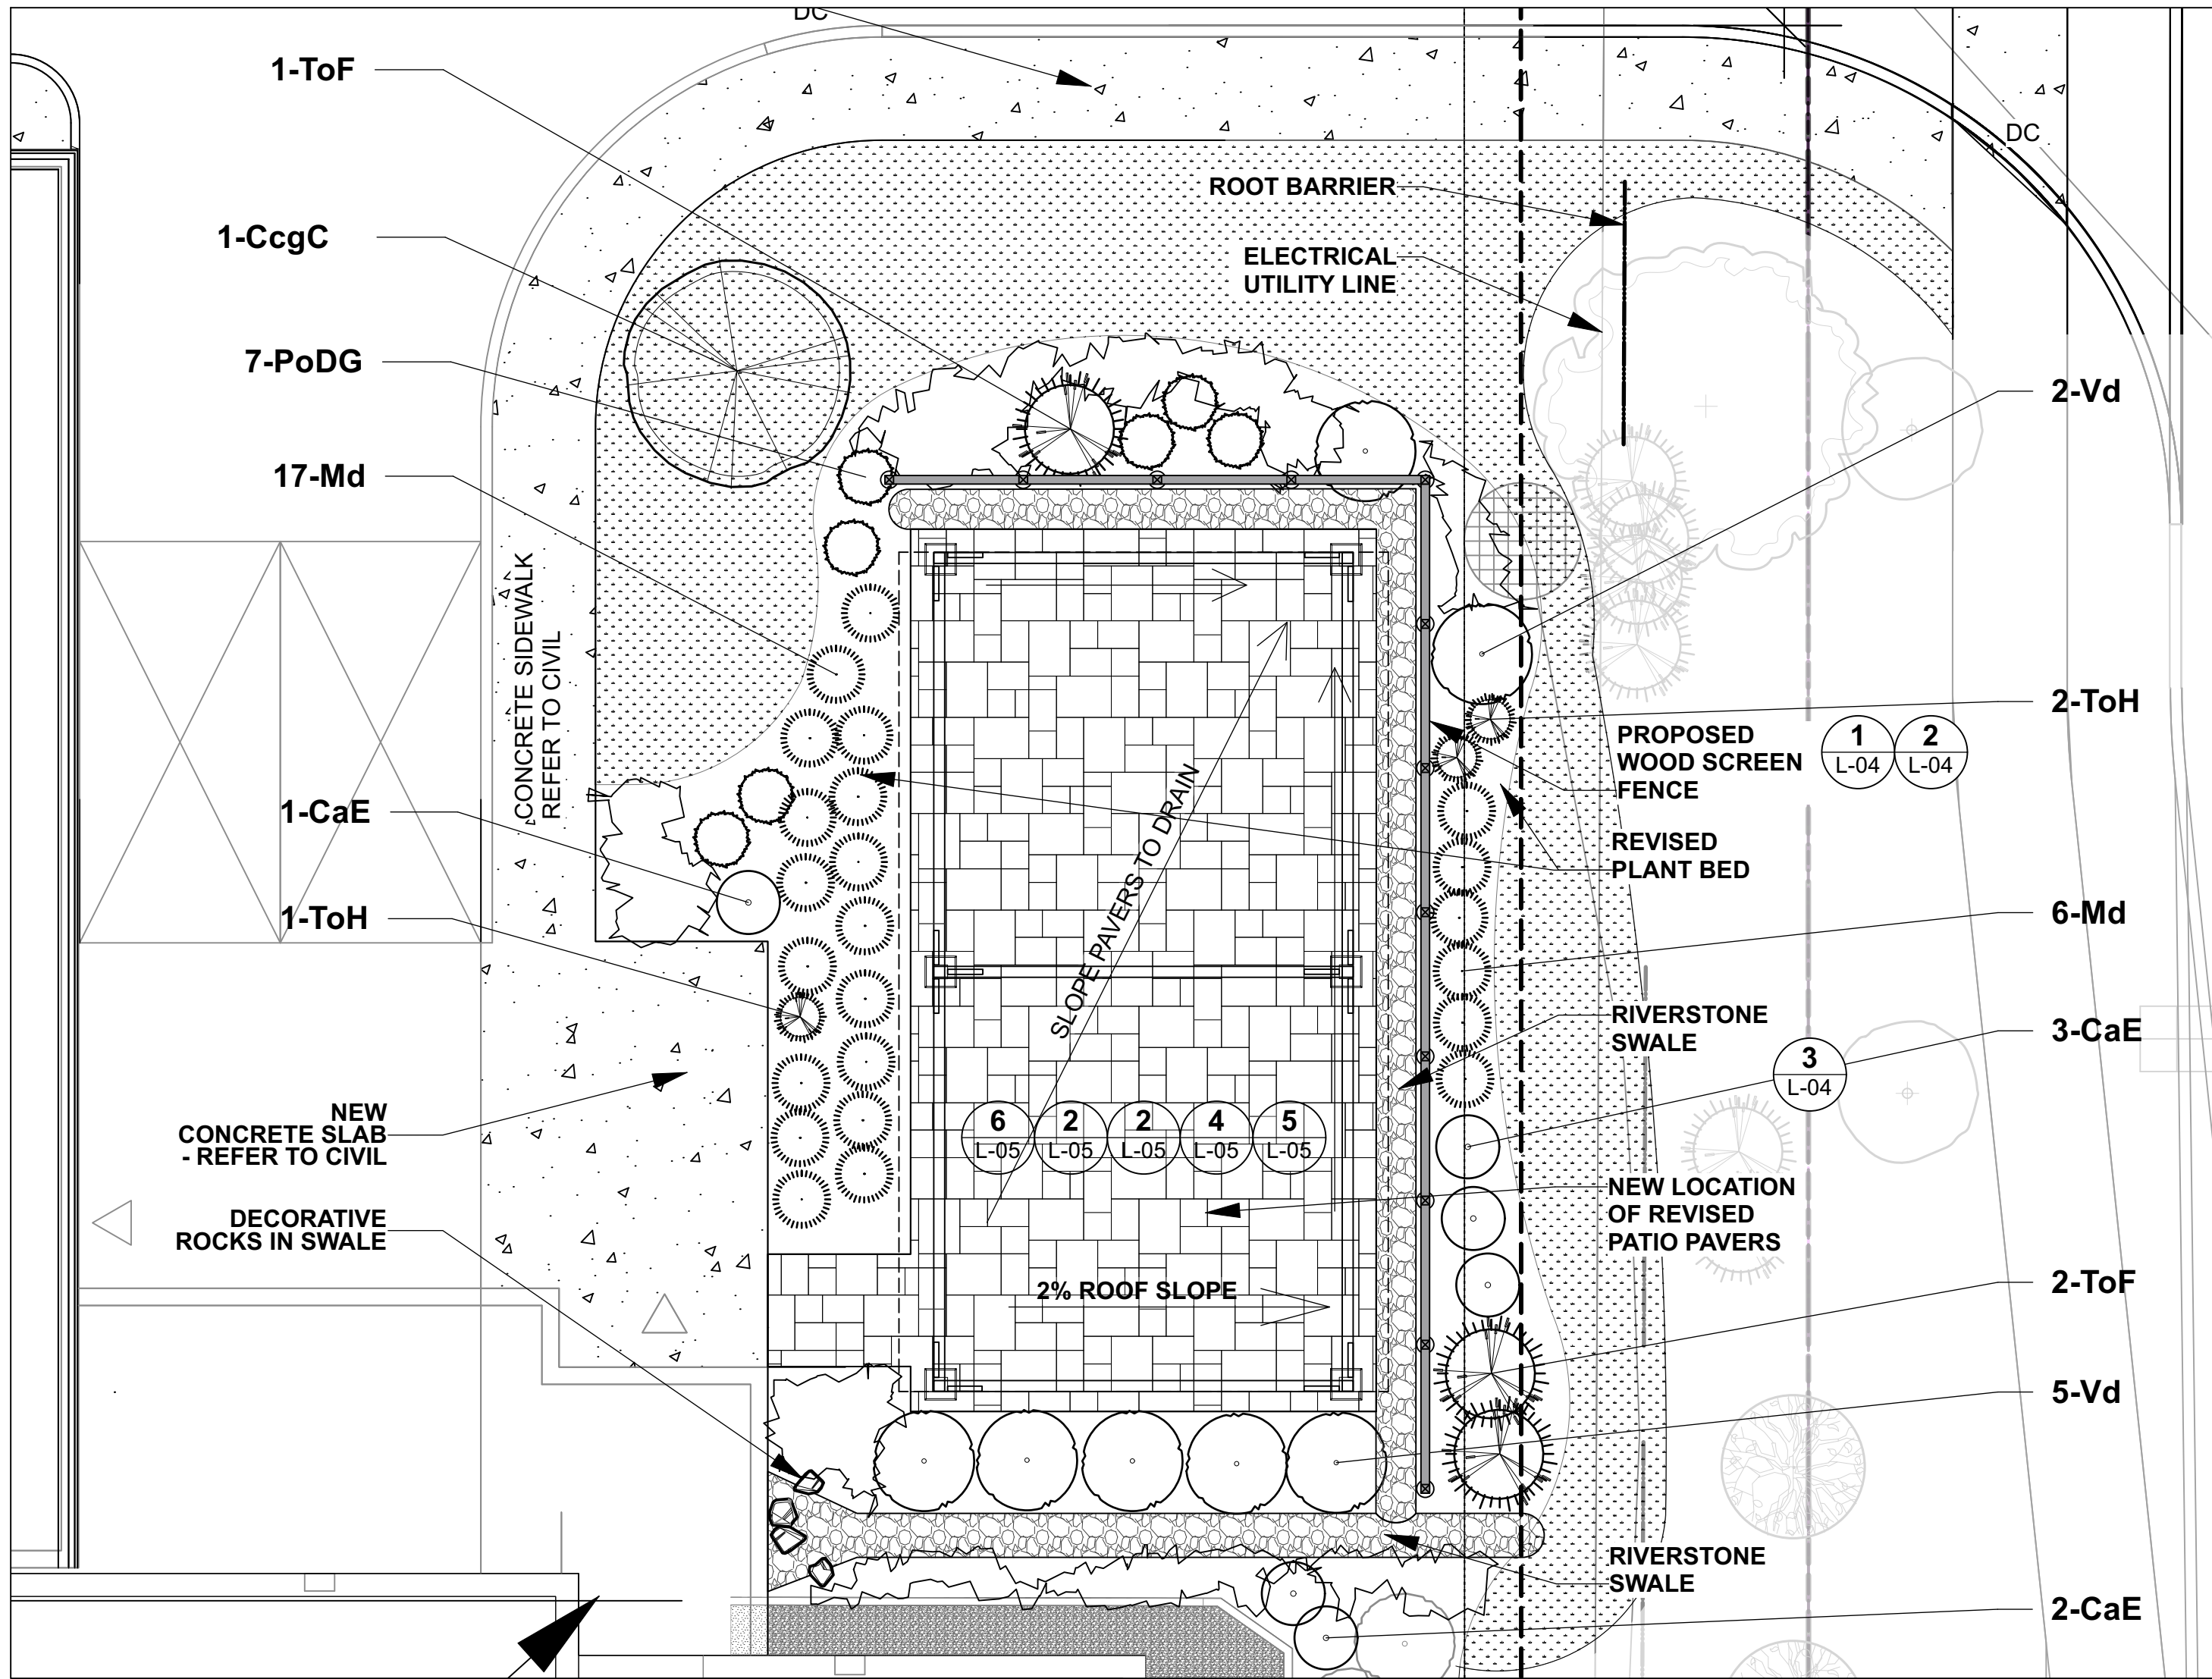 DC
1-ToF
DC
ROOT BARRIER
1-CcgC
ELECTRICAL
UTILITY LINE
7-PoDG
2-Vd
17-Md
CONCRETE SIDEWALK
REFER TO CIVIL
2-ToH
PROPOSED
WOOD SCREEN
FENCE
1
L-04
2
L-04
SLOPE PAVERS TO DRAIN
1-CaE
REVISED
PLANT BED
1-ToH
6-Md
RIVERSTONE
SWALE
3-CaE
3
L-04
NEW
CONCRETE SLAB
- REFER TO CIVIL
6
L-05
2
L-05
2
L-05
4
L-05
5
L-05
DECORATIVE
ROCKS IN SWALE
NEW LOCATION
OF REVISED
PATIO PAVERS
2% ROOF SLOPE
2-ToF
5-Vd
RIVERSTONE
SWALE
2-CaE